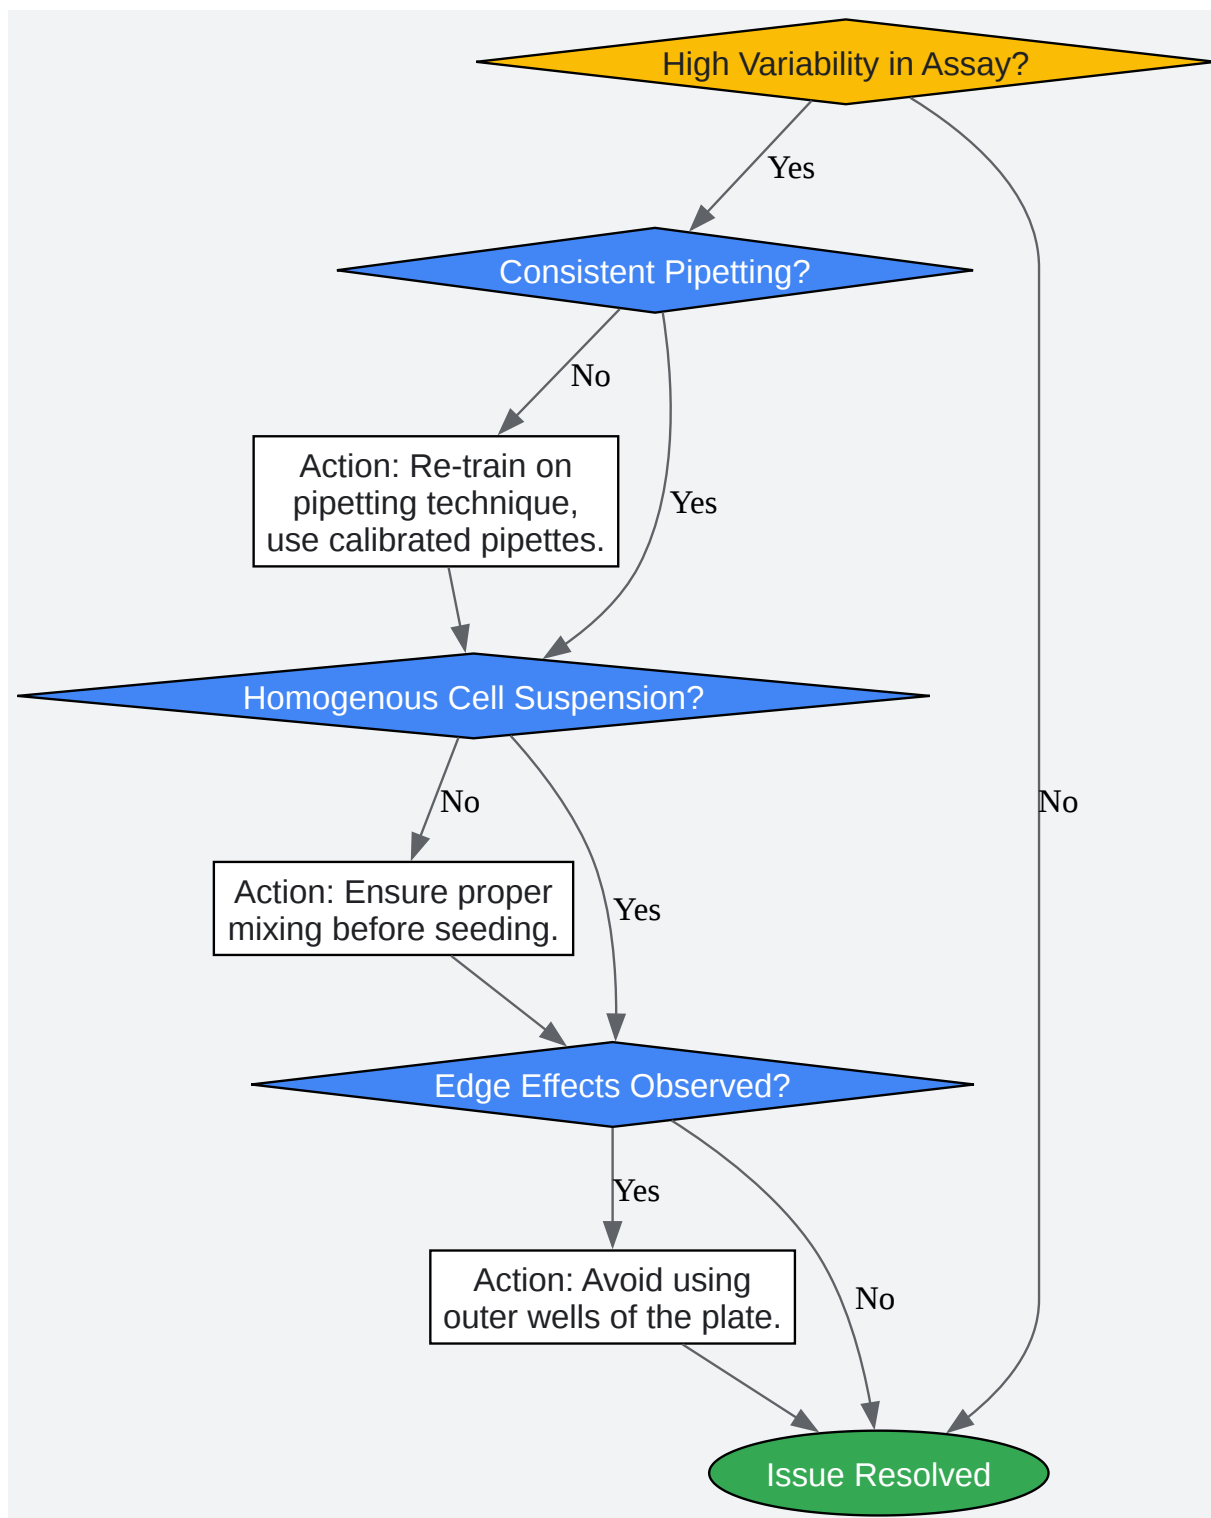 High Variability in Assay?
Yes
Consistent Pipetting?
No
Action: Re-train on
pipetting technique,
use calibrated pipettes.
Yes
Homogenous Cell Suspension?
No
No
Action: Ensure proper
mixing before seeding.
Yes
Edge Effects Observed?
Yes
Action: Avoid using
outer wells of the plate.
No
Issue Resolved